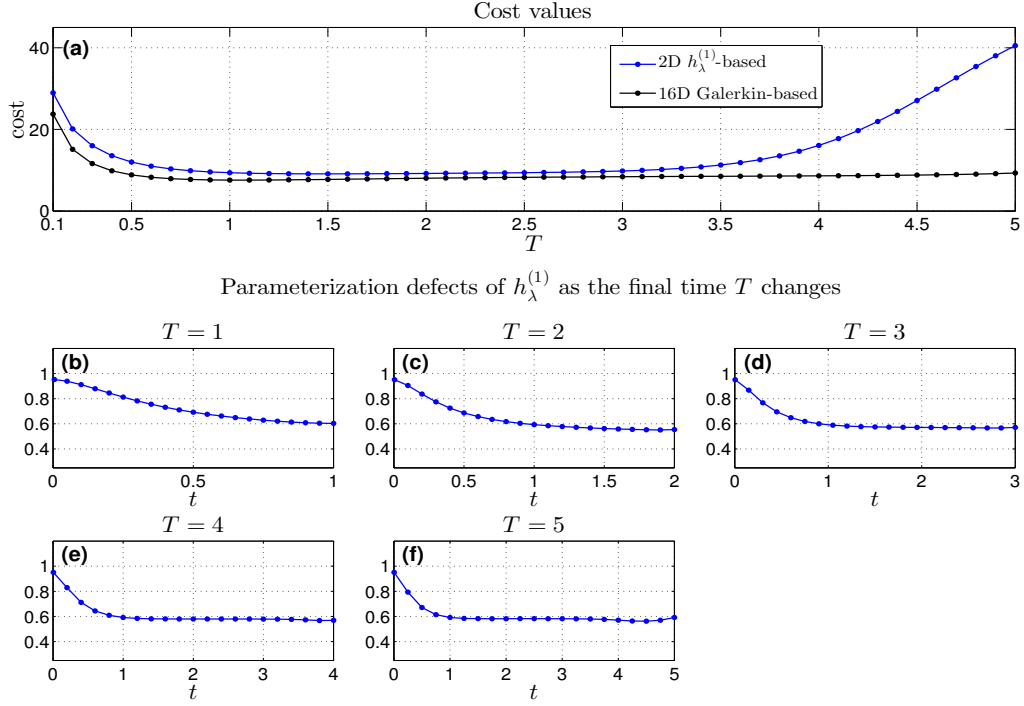 Cost values
(a)
2D h_λ^(1)-based
16D Galerkin-based
cost
40
20
0
0.1 0.5 1 1.5 2 2.5 3 3.5 4 4.5 5
T
Parameterization defects of h_λ^(1) as the final time T changes
T = 1
(b)
1
0.8
0.6
0.4
0 0.5 1
t
T = 2
(c)
1
0.8
0.6
0.4
0 0.5 1 1.5 2
t
T = 3
(d)
1
0.8
0.6
0.4
0 1 2 3
t
T = 4
(e)
1
0.8
0.6
0.4
0 1 2 3 4
t
T = 5
(f)
1
0.8
0.6
0.4
0 1 2 3 4 5
t